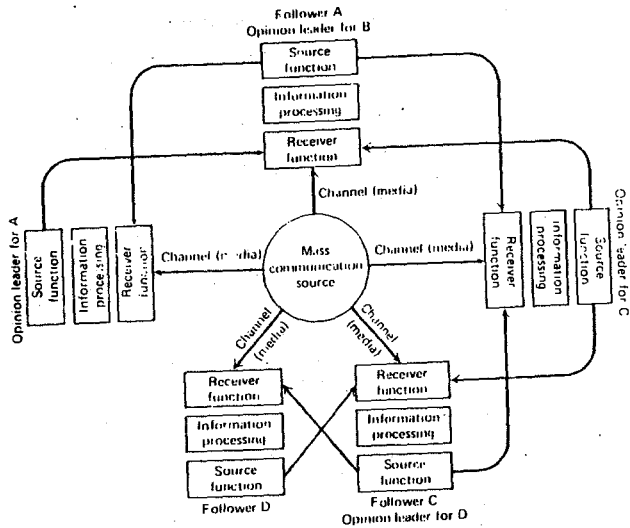 Follower A
Opinion leader for B
Source
function
Information
processing
Receiver
function
Channel (media)
Opinion leader for A
Source
function
Information
processing
Receiver
function
Channel (media)
Mass
communication
source
Channel (media)
Receiver
function
Information
processing
Source
function
Opinion leader for C
Channel
(media)
Channel
(media)
Receiver
function
Information
processing
Source
function
Follower D
Receiver
function
Information
processing
Source
function
Follower C
Opinion leader for D